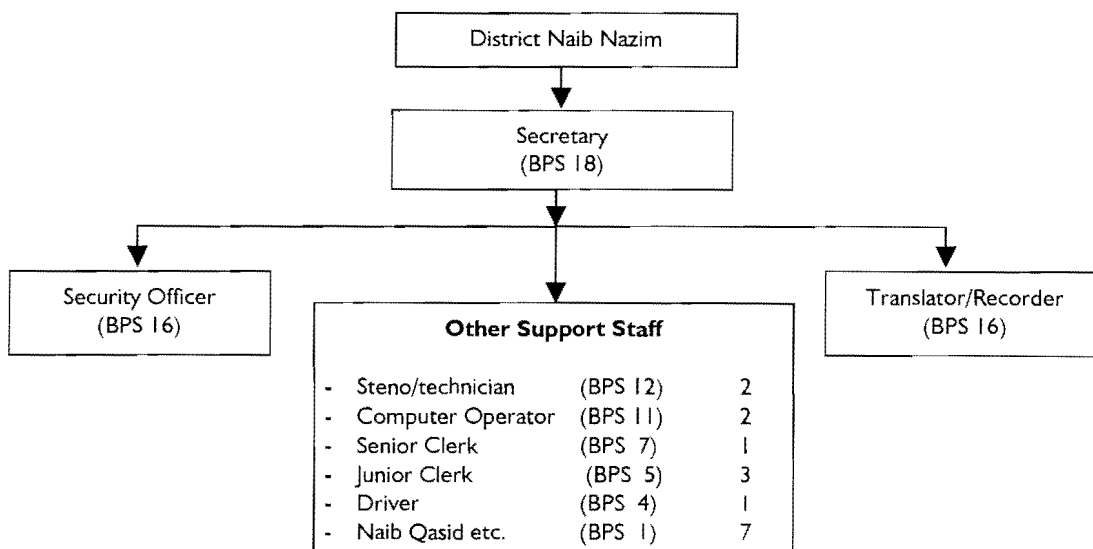 District Naib Nazim
Secretary
(BPS 18)
Security Officer
(BPS 16)
Translator/Recorder
(BPS 16)
Other Support Staff
- Steno/technician (BPS 12) 2
- Computer Operator (BPS 11) 2
- Senior Clerk (BPS 7) 1
- Junior Clerk (BPS 5) 3
- Driver (BPS 4) 1
- Naib Qasid etc. (BPS 1) 7